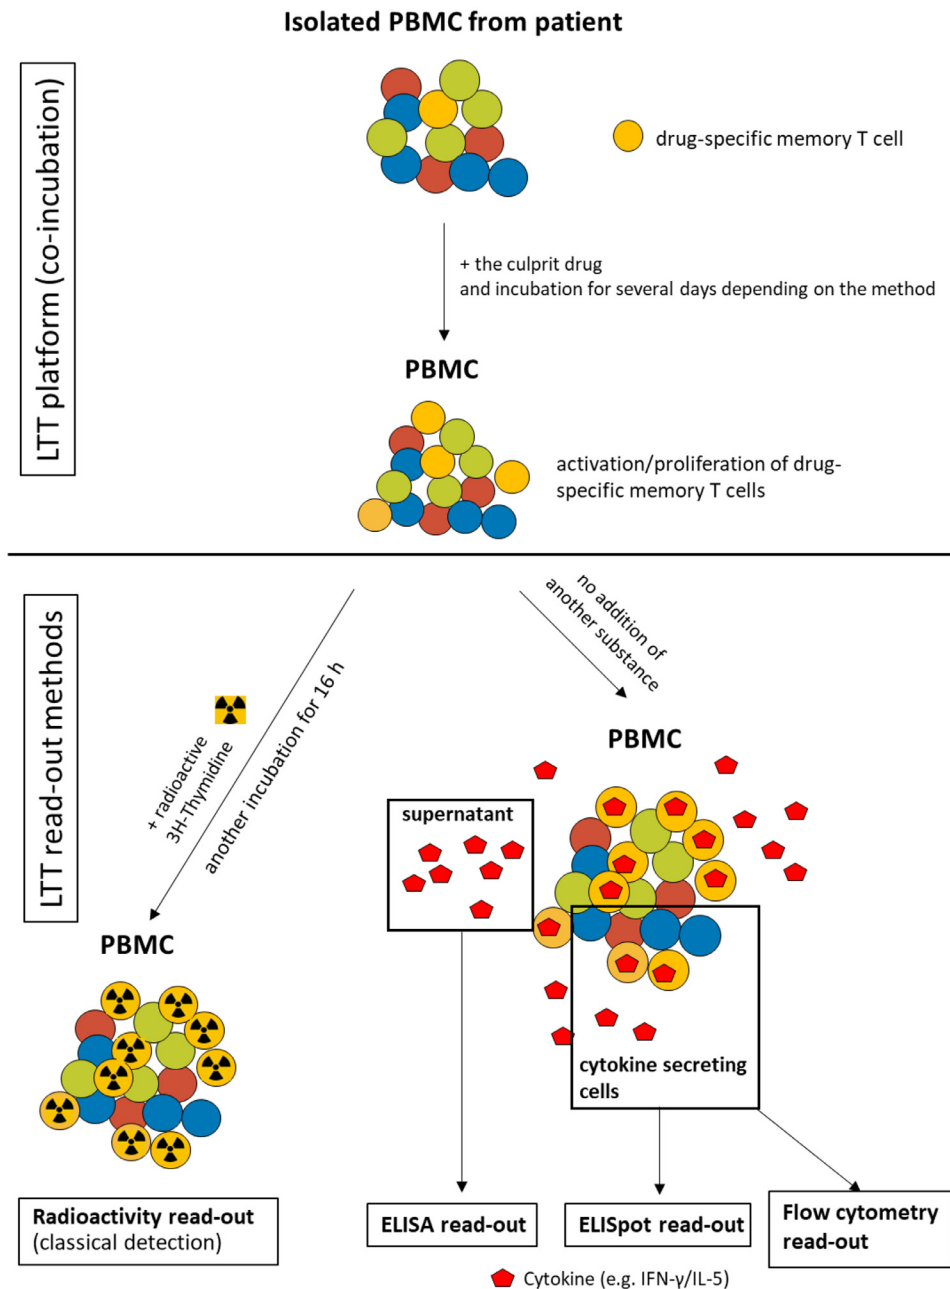 Isolated PBMC from patient
LTT platform (co-incubation)
drug-specific memory T cell
+ the culprit drug
and incubation for several days depending on the method
PBMC
activation/proliferation of drug-
specific memory T cells
LTT read-out methods
+ radioactive
3H-Thymidine
another incubation for 16 h
no addition of
another substance
PBMC
supernatant
PBMC
cytokine secreting
cells
Radioactivity read-out
(classical detection)
ELISA read-out
ELISpot read-out
Flow cytometry
read-out
Cytokine (e.g. IFN-γ/IL-5)